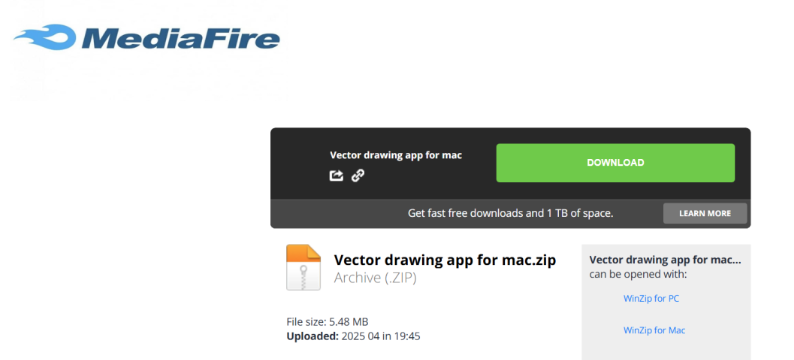 MediaFire
Vector drawing app for mac
DOWNLOAD
Get fast free downloads and 1 TB of space.
LEARN MORE
Vector drawing app for mac.zip
Archive (.ZIP)
File size: 5.48 MB
Uploaded: 2025 04 in 19:45
Vector drawing app for mac...
can be opened with:
WinZip for PC
WinZip for Mac